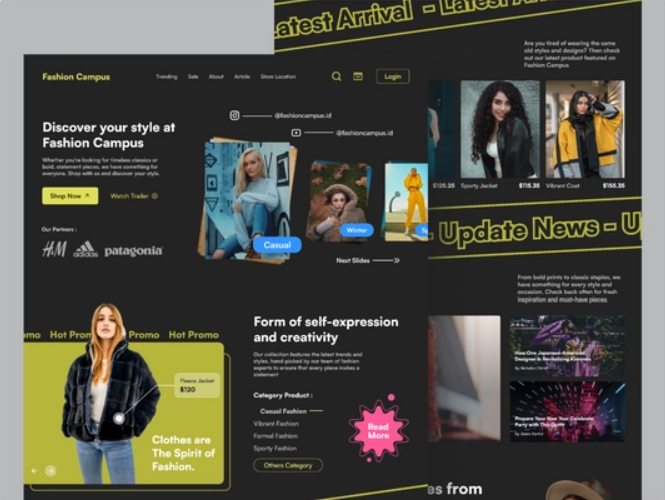 Latest Arrival - Latest
Are you tired of wearing the same
old styles and designs? Then check
out our latest product featured on
Fashion Campus
Fashion Campus
Trending
Sale
About
Article
Store Location
Login
@fashioncampus.id
@fashioncampus.id
Discover your style at
Fashion Campus
Whether you're looking for timeless classics or
bold, statement pieces, we have something for
everyone. Shop with us and discover your style.
Shop Now
Watch Trailer
Our Partners :
H&M
adidas
patagonia
Casual
Winter
Next Slides
$125.25
Sporty Jacket
$115.35
Vibrant Coat
$155.35
Update News - U
From bold prints to classic staples, we
have something for every style and
occasion. Check back often for fresh
inspiration and must-have pieces.
How One Japanese-American
Designer Is Revitalizing Kimonos
Prepare Your New Year Celebrate
Party with This Outfit
omo
Hot Prom
Promo
Hot Promo
Fleece Jacket
$120
Clothes are
The Spirit of
Fashion.
Form of self-expression
and creativity
Our collection features the latest trends and
styles, hand-picked by our team of fashion
experts to ensure that every piece makes a
statement
Category Product :
Casual Fashion
Vibrant Fashion
Formal Fashion
Sporty Fashion
Others Category
Read
More
es from